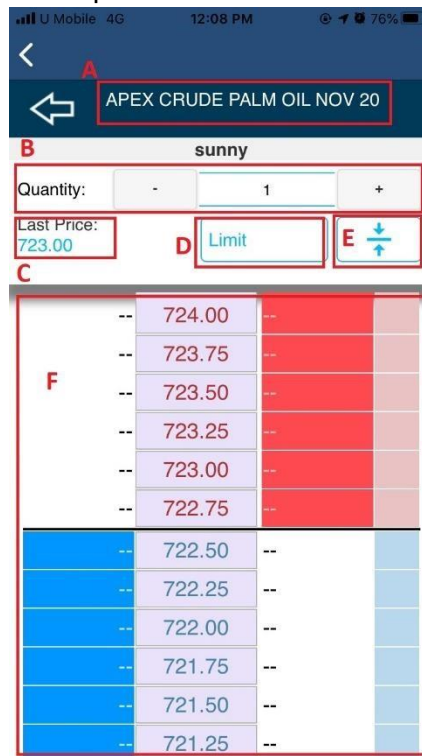 U Mobile 4G 12:08 PM 76%
A
APEX CRUDE PALM OIL NOV 20
B
sunny
Quantity: - 1 +
Last Price:
723.00
D Limit E
C
-- 724.00 --
-- 723.75 --
F -- 723.50 --
-- 723.25 --
-- 723.00 --
-- 722.75 --
-- 722.50 --
-- 722.25 --
-- 722.00 --
-- 721.75 --
-- 721.50 --
-- 721.25 --